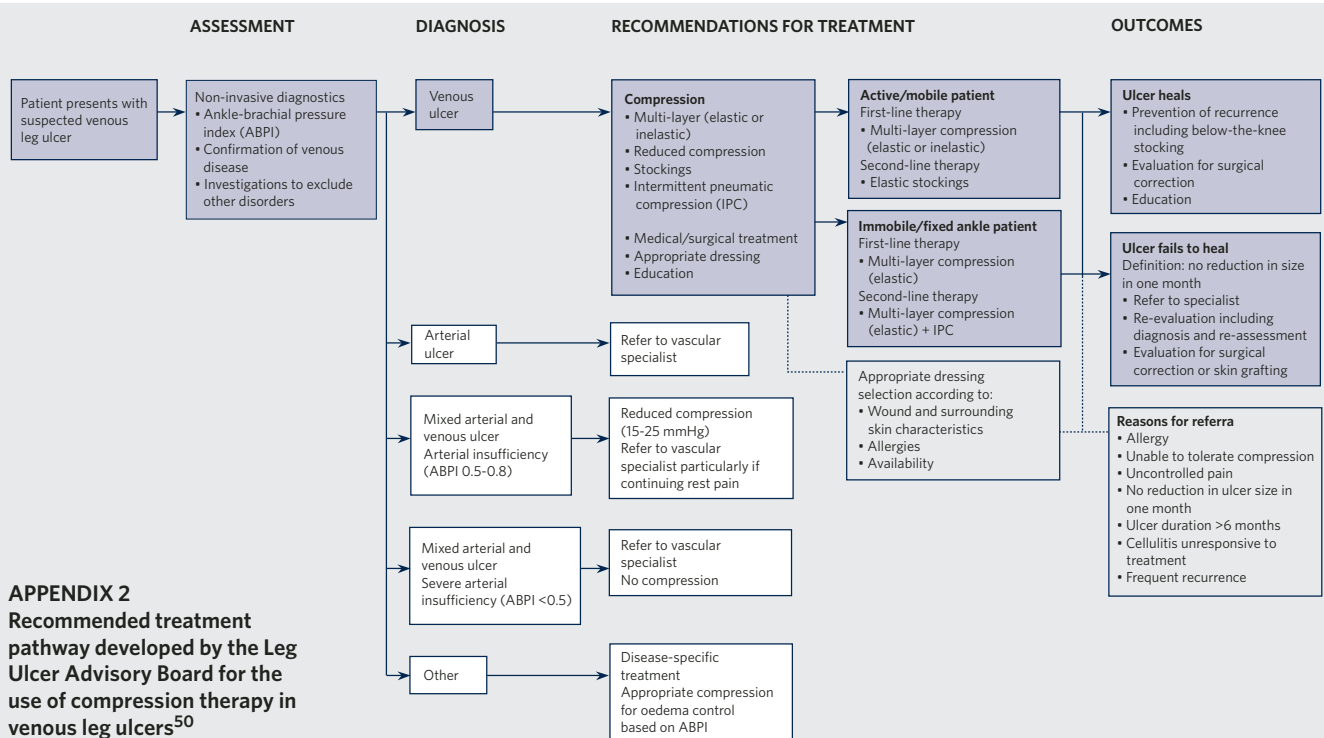 ASSESSMENT
DIAGNOSIS
RECOMMENDATIONS FOR TREATMENT
OUTCOMES
Patient presents with
suspected venous
leg ulcer
Non-invasive diagnostics
• Ankle-brachial pressure
index (ABPI)
• Confirmation of venous
disease
• Investigations to exclude
other disorders
Venous
ulcer
Compression
• Multi-layer (elastic or
inelastic)
• Reduced compression
• Stockings
• Intermittent pneumatic
compression (IPC)
• Medical/surgical treatment
• Appropriate dressing
• Education
Active/mobile patient
First-line therapy
• Multi-layer compression
(elastic or inelastic)
Second-line therapy
• Elastic stockings
Immobile/fixed ankle patient
First-line therapy
• Multi-layer compression
(elastic)
Second-line therapy
• Multi-layer compression
(elastic) + IPC
Ulcer heals
• Prevention of recurrence
including below-the-knee
stocking
• Evaluation for surgical
correction
• Education
Ulcer fails to heal
Definition: no reduction in size
in one month
• Refer to specialist
• Re-evaluation including
diagnosis and re-assessment
• Evaluation for surgical
correction or skin grafting
Arterial
ulcer
Refer to vascular
specialist
Appropriate dressing
selection according to:
• Wound and surrounding
skin characteristics
• Allergies
• Availability
Reasons for referra
• Allergy
• Unable to tolerate compression
• Uncontrolled pain
• No reduction in ulcer size in
one month
• Ulcer duration >6 months
• Cellulitis unresponsive to
treatment
• Frequent recurrence
Mixed arterial and
venous ulcer
Arterial insufficiency
(ABPI 0.5-0.8)
Reduced compression
(15-25 mmHg)
Refer to vascular
specialist particularly if
continuing rest pain
Mixed arterial and
venous ulcer
Severe arterial
insufficiency (ABPI <0.5)
Refer to vascular
specialist
No compression
Other
Disease-specific
treatment
Appropriate compression
for oedema control
based on ABPI
APPENDIX 2
Recommended treatment
pathway developed by the Leg
Ulcer Advisory Board for the
use of compression therapy in
venous leg ulcers50